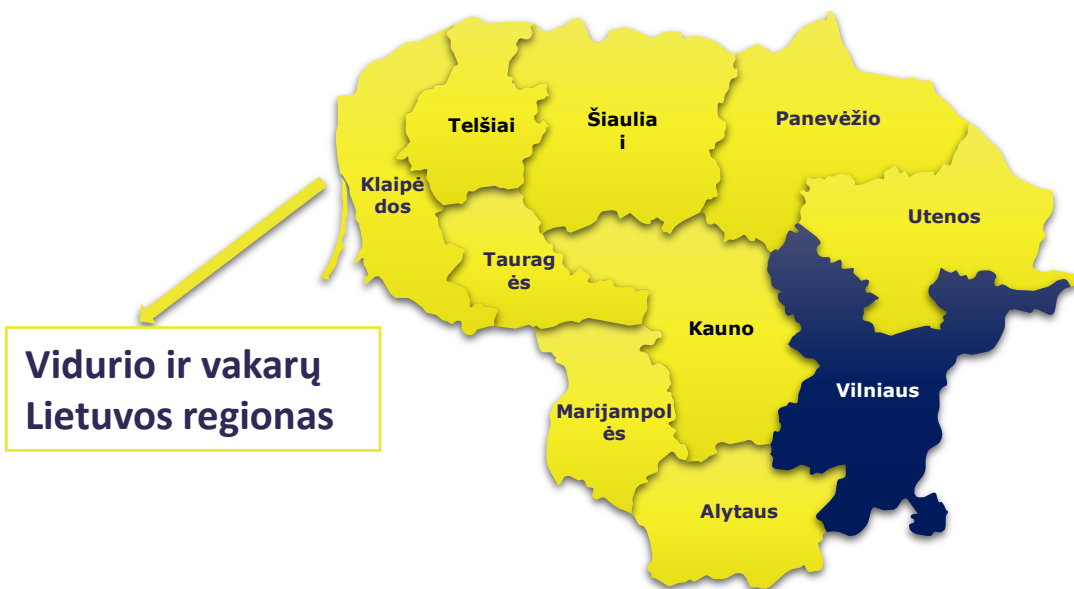 Telšiai
Šiaulia
i
Panevėžio
Klaipė
dos
Utenos
Taurag
ės
Kauno
Vidurio ir vakarų
Lietuvos regionas
Vilniaus
Marijampol
ės
Alytaus